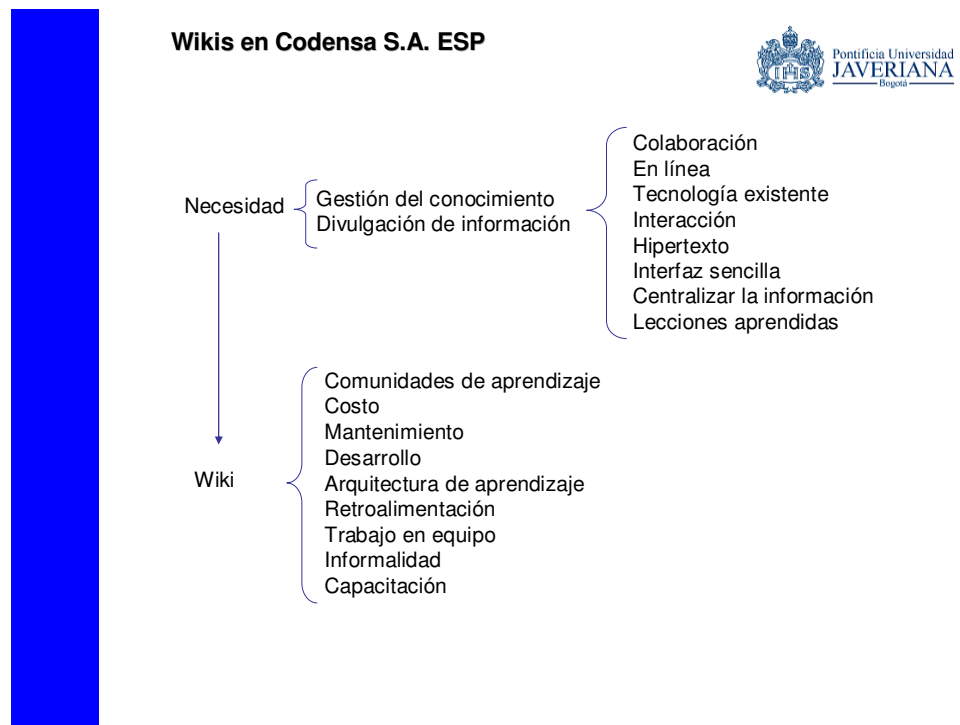 Wikis en Codensa S.A. ESP
Pontificia Universidad
JAVERIANA
Bogotá
Necesidad
Gestión del conocimiento
Divulgación de información
Colaboración
En línea
Tecnología existente
Interacción
Hipertexto
Interfaz sencilla
Centralizar la información
Lecciones aprendidas
Wiki
Comunidades de aprendizaje
Costo
Mantenimiento
Desarrollo
Arquitectura de aprendizaje
Retroalimentación
Trabajo en equipo
Informalidad
Capacitación